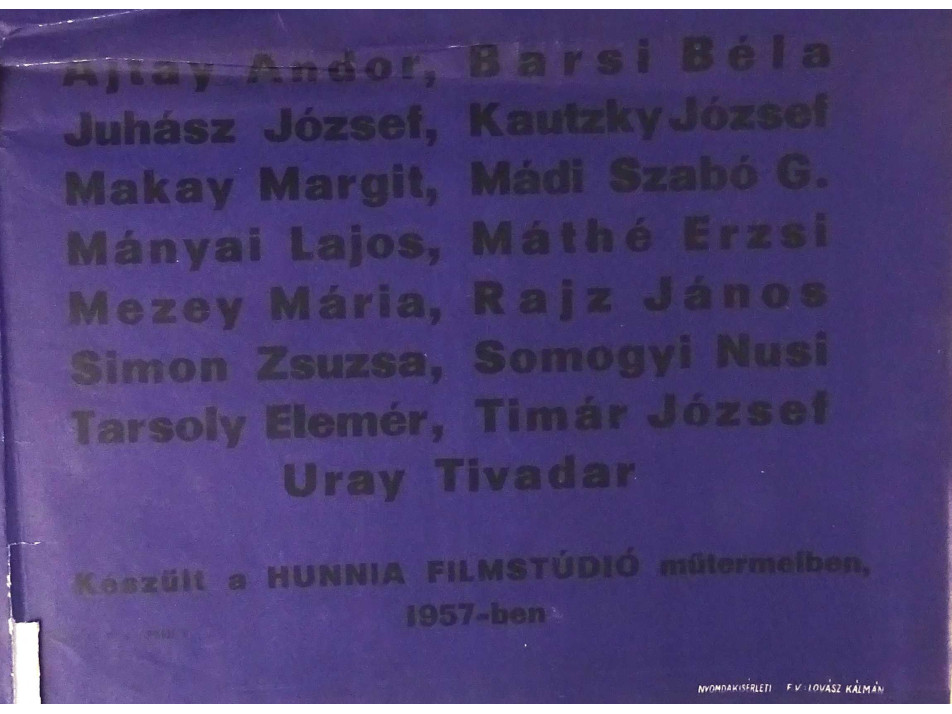 Ajtay Andor, Barsi Béla
Juhász József, Kautzky József
Makay Margit, Mádi Szabó G.
Mányai Lajos, Máthé Erzsi
Mezey Mária, Rajz János
Simon Zsuzsa, Somogyi Nusi
Tarsoly Elemér, Timár József
Uray Tivadar
Készült a HUNNIA FILMSTÚDIÓ műtermeiben,
1957-ben
NYOMDAKISÉRLETI F.V. LOVÁSZ KÁLMÁN